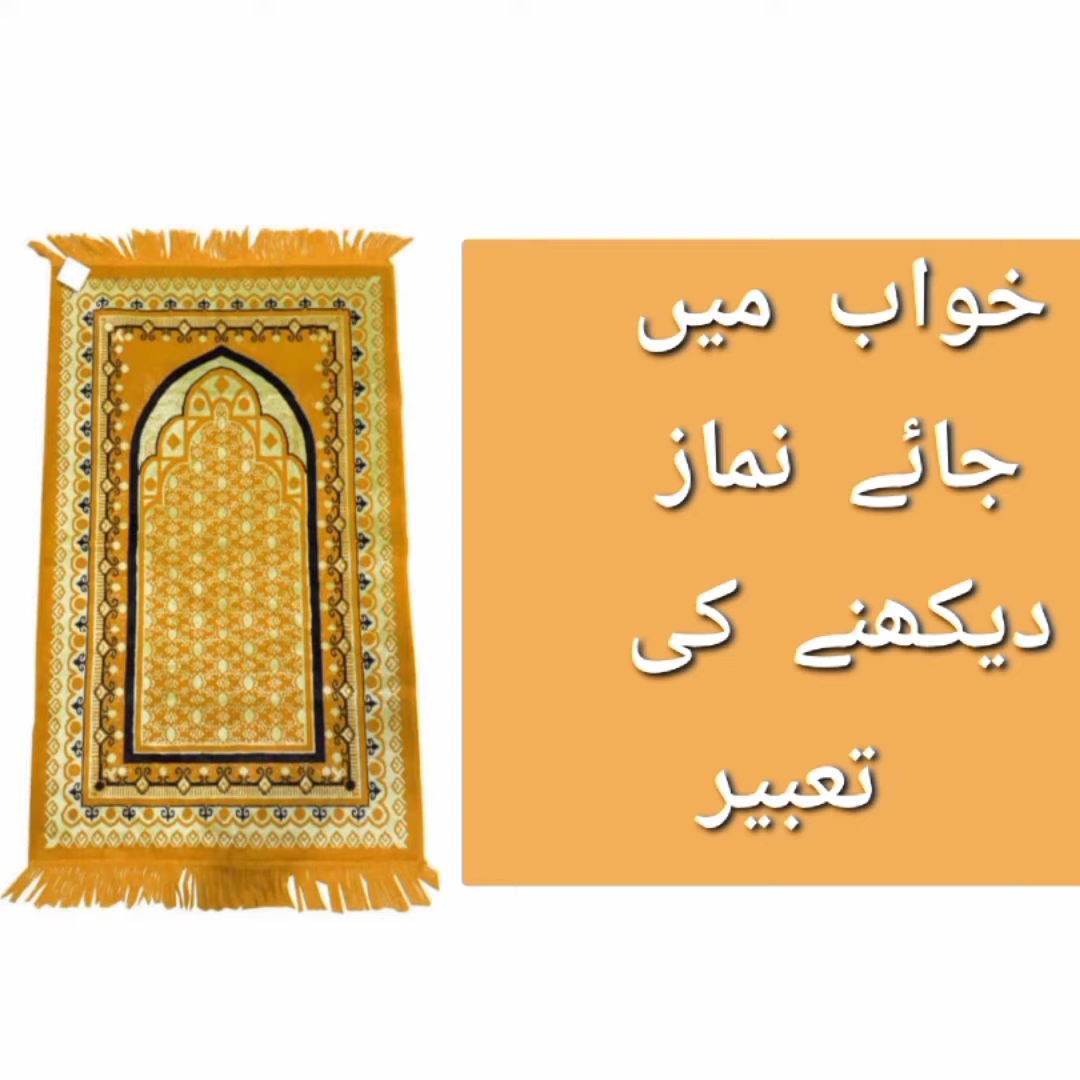 خواب میں
جائے نماز
دیکھنے کی
تعبیر